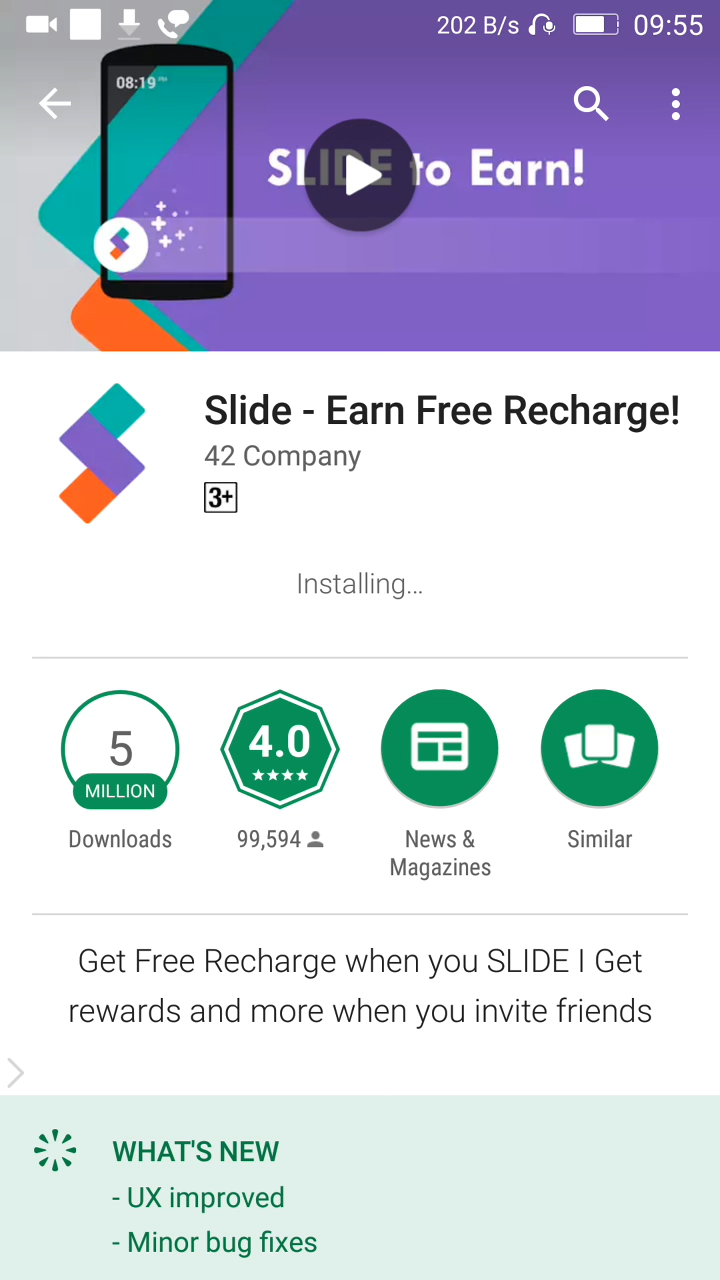 202 B/s 09:55
08:19 PM
SLIDE to Earn!
Slide - Earn Free Recharge!
42 Company
3+
Installing...
5
MILLION
4.0
Downloads
99,594
News &
Magazines
Similar
Get Free Recharge when you SLIDE I Get
rewards and more when you invite friends
WHAT'S NEW
- UX improved
- Minor bug fixes